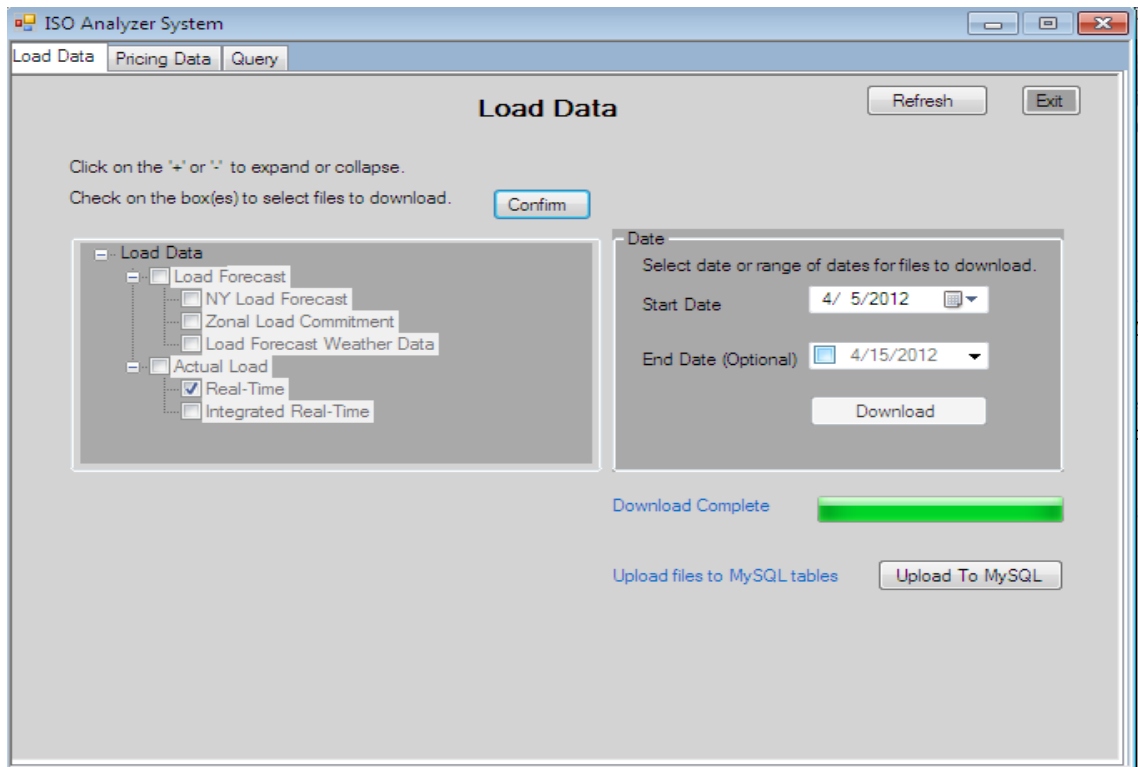 ISO Analyzer System
Load Data Pricing Data Query
Load Data
Refresh Exit
Click on the '+' or '-' to expand or collapse.
Check on the box(es) to select files to download.
Confirm
Load Data
Load Forecast
NY Load Forecast
Zonal Load Commitment
Load Forecast Weather Data
Actual Load
Real-Time
Integrated Real-Time
Date
Select date or range of dates for files to download.
Start Date 4/ 5/2012
End Date (Optional) 4/15/2012
Download
Download Complete
Upload files to MySQL tables Upload To MySQL